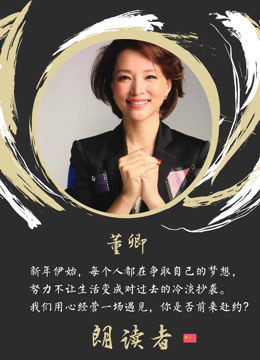 董卿
新年伊始，每个人都在争取自己的梦想，
努力不让生活变成对过去的冷淡抄袭。
我们用心经营一场遇见，你是否前来赴约？
朗读者